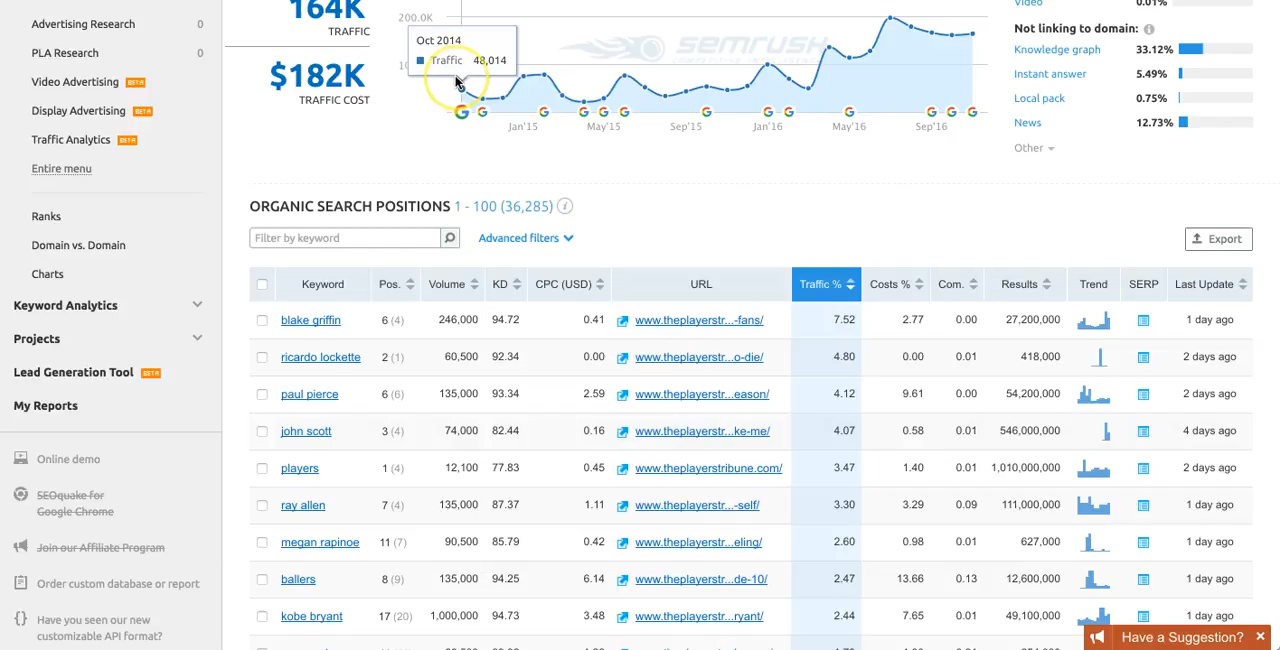 Advertising Research 0
PLA Research 0
Video Advertising BETA
Display Advertising BETA
Traffic Analytics BETA
Entire menu
Ranks
Domain vs. Domain
Charts
Keyword Analytics
Projects
Lead Generation Tool BETA
My Reports
Online demo
SEOquake for
Google Chrome
Join our Affiliate Program
Order custom database or report
Have you seen our new
customizable API format?
164K
TRAFFIC
$182K
TRAFFIC COST
200.0K
Oct 2014
Traffic 48,014
semrush
Jan'15 May'15 Sep'15 Jan'16 May'16 Sep'16
Video 0.01%
Not linking to domain:
Knowledge graph 33.12%
Instant answer 5.49%
Local pack 0.75%
News 12.73%
Other
ORGANIC SEARCH POSITIONS 1 - 100 (36,285)
Filter by keyword Advanced filters Export
Keyword Pos. Volume KD CPC (USD) URL Traffic % Costs % Com. Results Trend SERP Last Update
blake griffin 6 (4) 246,000 94.72 0.41 www.theplayerstr...-fans/ 7.52 2.77 0.00 27,200,000 1 day ago
ricardo lockette 2 (1) 60,500 92.34 0.00 www.theplayerstr...o-die/ 4.80 0.00 0.01 418,000 2 days ago
paul pierce 6 (6) 135,000 93.34 2.59 www.theplayerstr...eason/ 4.12 9.61 0.00 54,200,000 2 days ago
john scott 3 (4) 74,000 82.44 0.16 www.theplayerstr...ke-me/ 4.07 0.58 0.01 546,000,000 4 days ago
players 1 (4) 12,100 77.83 0.45 www.theplayerstribune.com/ 3.47 1.40 0.01 1,010,000,000 2 days ago
ray allen 7 (4) 135,000 87.37 1.11 www.theplayerstr...-self/ 3.30 3.29 0.09 111,000,000 1 day ago
megan rapinoe 11 (7) 90,500 85.79 0.42 www.theplayerstr...eling/ 2.60 0.98 0.01 627,000 1 day ago
ballers 8 (9) 135,000 94.25 6.14 www.theplayerstr...de-10/ 2.47 13.66 0.13 12,600,000 1 day ago
kobe bryant 17 (20) 1,000,000 94.73 3.48 www.theplayerstr...ryant/ 2.44 7.65 0.01 49,100,000 1 day ago
Have a Suggestion?